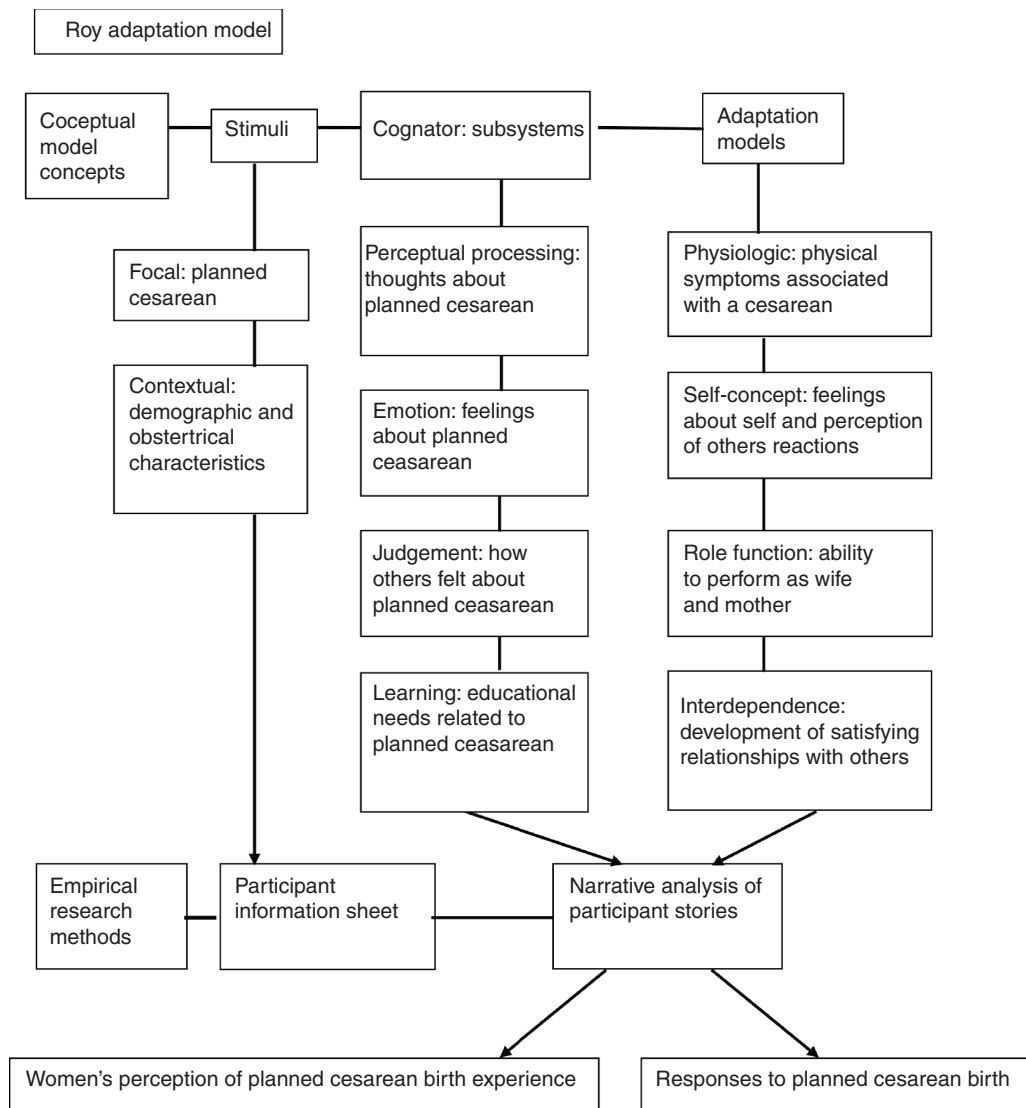 Roy adaptation model
Coceptual
model
concepts
Stimuli
Cognator: subsystems
Adaptation
models
Focal: planned
cesarean
Contextual:
demographic and
obstertrical
characteristics
Perceptual processing:
thoughts about
planned cesarean
Emotion: feelings
about planned
ceasarean
Judgement: how
others felt about
planned ceasarean
Learning: educational
needs related to
planned ceasarean
Physiologic: physical
symptoms associated
with a cesarean
Self-concept: feelings
about self and perception
of others reactions
Role function: ability
to perform as wife
and mother
Interdependence:
development of satisfying
relationships with others
Empirical
research
methods
Participant
information sheet
Narrative analysis of
participant stories
Women’s perception of planned cesarean birth experience
Responses to planned cesarean birth